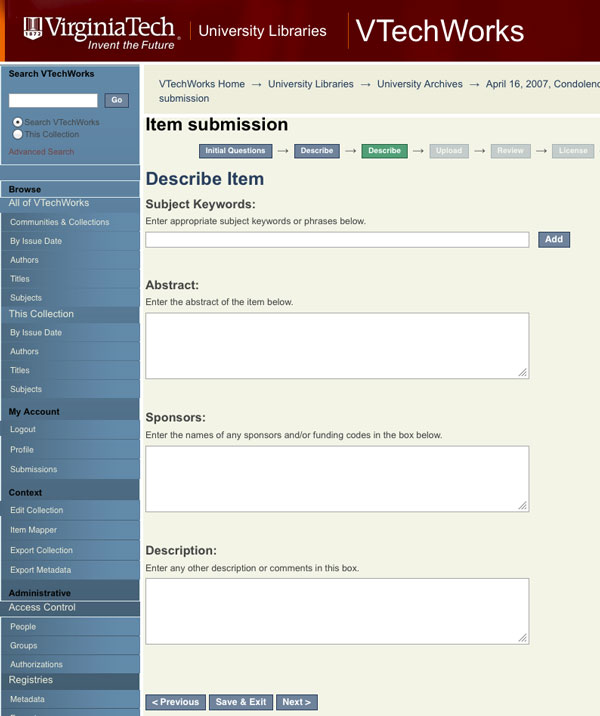 VirginiaTech
1872
Invent the Future
University Libraries
VTechWorks
Search VTechWorks
Go
Search VTechWorks
This Collection
Advanced Search
Browse
All of VTechWorks
Communities & Collections
By Issue Date
Authors
Titles
Subjects
This Collection
By Issue Date
Authors
Titles
Subjects
My Account
Logout
Profile
Submissions
Context
Edit Collection
Item Mapper
Export Collection
Export Metadata
Administrative
Access Control
People
Groups
Authorizations
Registries
Metadata
VTechWorks Home → University Libraries → University Archives → April 16, 2007, Condolenc
submission
Item submission
Initial Questions → Describe → Describe → Upload → Review → License
Describe Item
Subject Keywords:
Enter appropriate subject keywords or phrases below.
Add
Abstract:
Enter the abstract of the item below.
Sponsors:
Enter the names of any sponsors and/or funding codes in the box below.
Description:
Enter any other description or comments in this box.
< Previous Save & Exit Next >